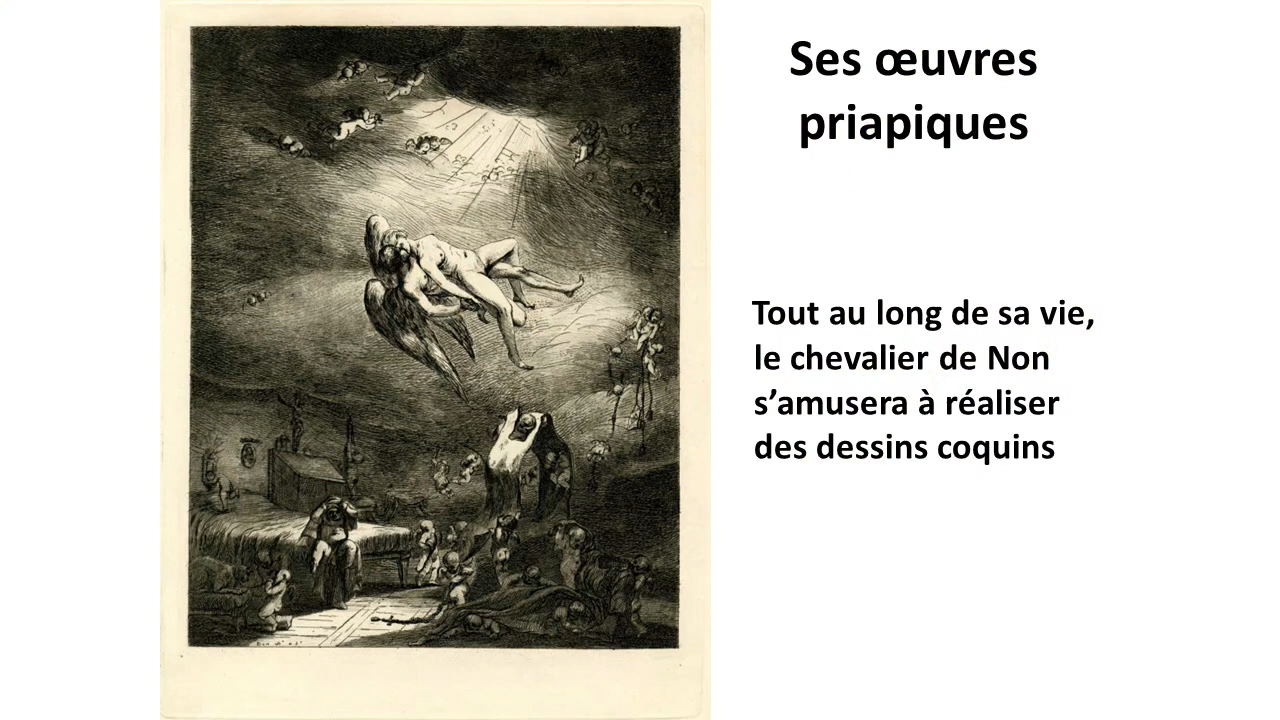 Ses œuvres
priapiques
Tout au long de sa vie,
le chevalier de Non
s’amusera à réaliser
des dessins coquins